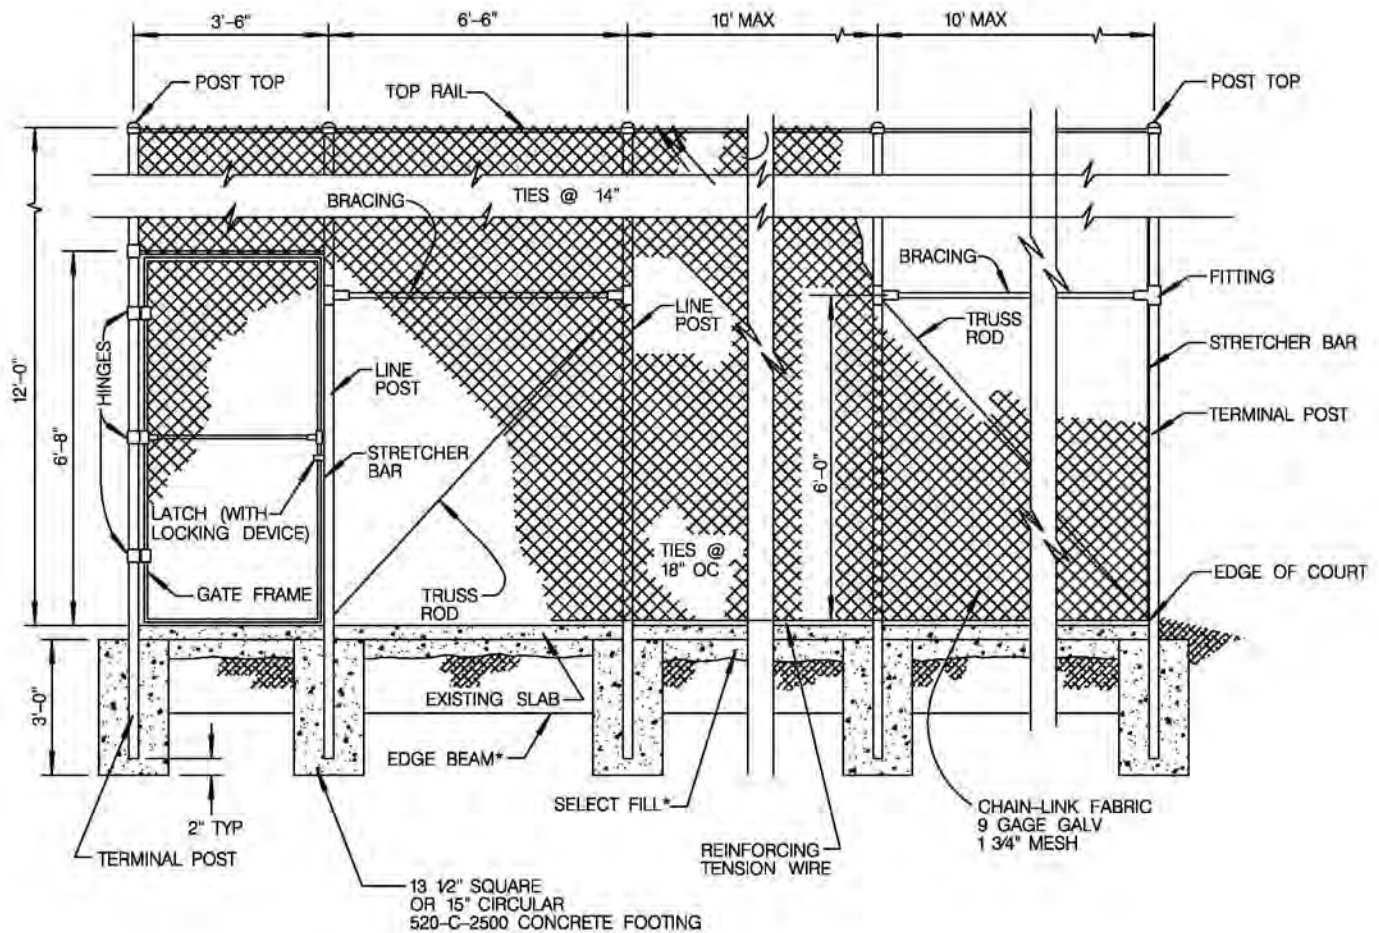 3'-6"
6'-6"
10' MAX
10' MAX
POST TOP
TOP RAIL
POST TOP
TIES @ 14"
BRACING
BRACING
FITTING
LINE
POST
TRUSS
ROD
STRETCHER BAR
HINGES
LINE
POST
12'-0"
6'-8"
TERMINAL POST
STRETCHER
BAR
6'-0"
LATCH (WITH
LOCKING DEVICE)
TIES @
18" OC
GATE FRAME
TRUSS
ROD
EDGE OF COURT
3'-0"
EXISTING SLAB
EDGE BEAM*
SELECT FILL*
2" TYP
TERMINAL POST
REINFORCING
TENSION WIRE
CHAIN-LINK FABRIC
9 GAGE GALV
1 3/4" MESH
13 1/2" SQUARE
OR 15" CIRCULAR
520-C-2500 CONCRETE FOOTING